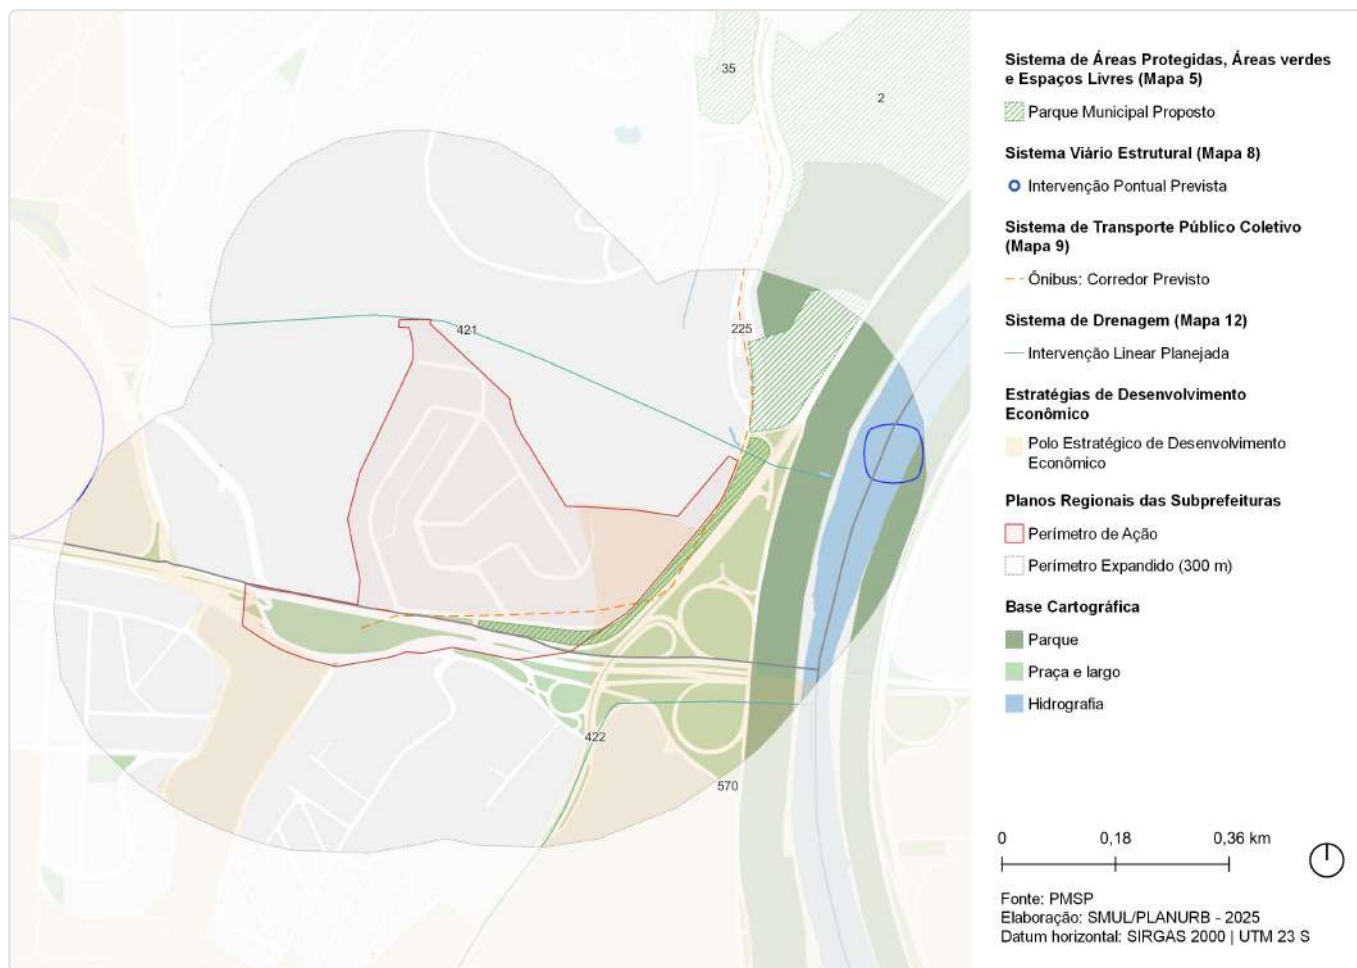 35
2
421
225
422
570
Sistema de Áreas Protegidas, Áreas verdes
e Espaços Livres (Mapa 5)
Parque Municipal Proposto
Sistema Viário Estrutural (Mapa 8)
Intervenção Pontual Prevista
Sistema de Transporte Público Coletivo
(Mapa 9)
Ônibus: Corredor Previsto
Sistema de Drenagem (Mapa 12)
Intervenção Linear Planejada
Estratégias de Desenvolvimento
Econômico
Polo Estratégico de Desenvolvimento
Econômico
Planos Regionais das Subprefeituras
Perímetro de Ação
Perímetro Expandido (300 m)
Base Cartográfica
Parque
Praça e largo
Hidrografia
0 0,18 0,36 km
Fonte: PMSP
Elaboração: SMUL/PLANURB - 2025
Datum horizontal: SIRGAS 2000 | UTM 23 S